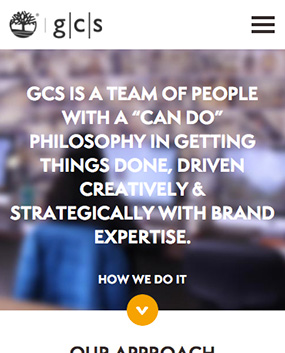 g|c|s
GCS IS A TEAM OF PEOPLE
WITH A “CAN DO”
PHILOSOPHY IN GETTING
THINGS DONE, DRIVEN
CREATIVELY &
STRATEGICALLY WITH BRAND
EXPERTISE.
HOW WE DO IT
OUR APPROACH